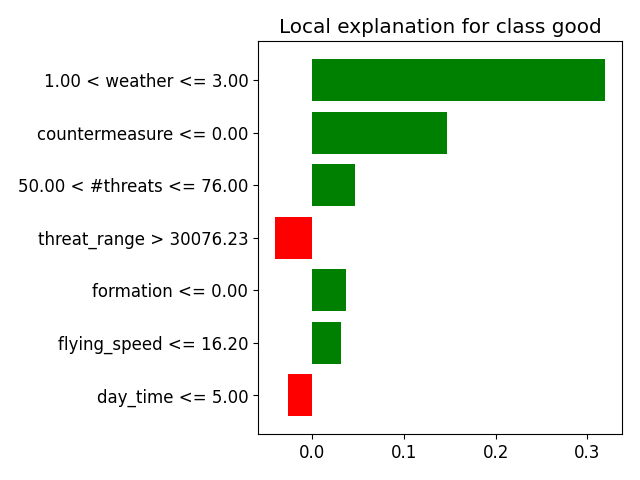 Local explanation for class good
1.00 < weather <= 3.00
countermeasure <= 0.00
50.00 < #threats <= 76.00
threat_range > 30076.23
formation <= 0.00
flying_speed <= 16.20
day_time <= 5.00
0.0 0.1 0.2 0.3